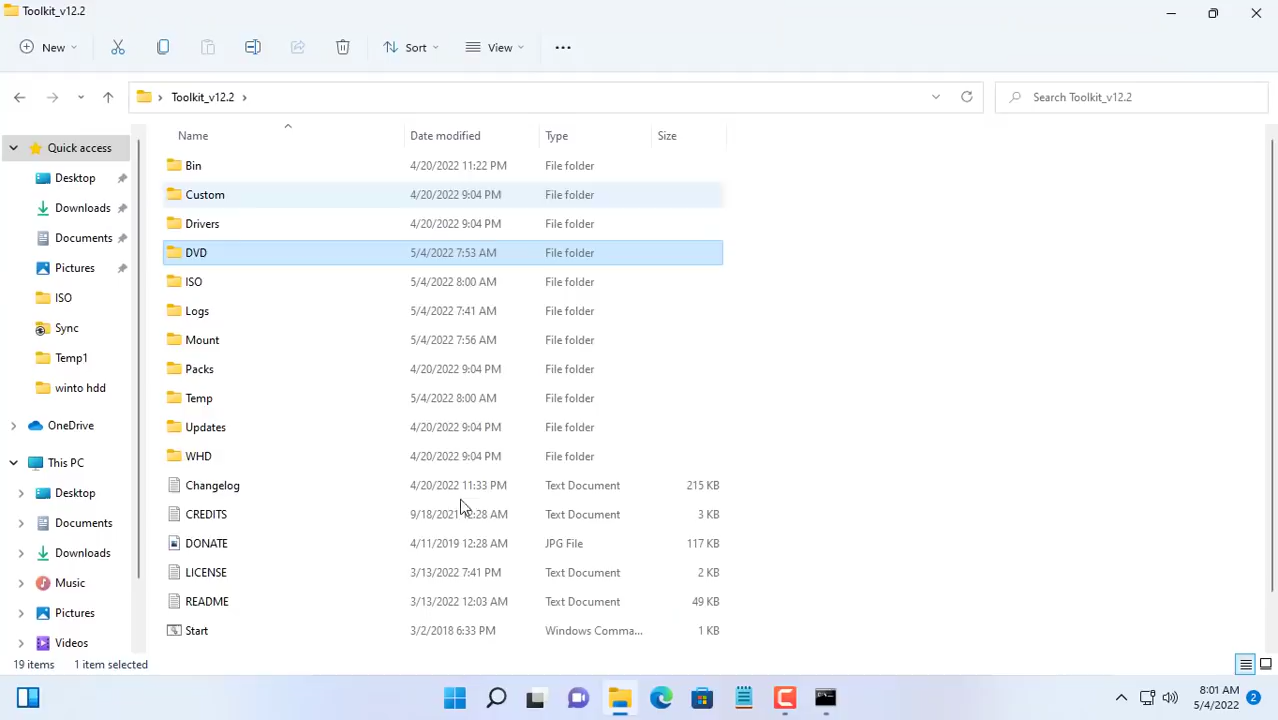 Toolkit_v12.2
New
Sort
View
Toolkit_v12.2
Search Toolkit_v12.2
Name Date modified Type Size
Quick access
Desktop
Downloads
Documents
Pictures
ISO
Sync
Temp1
winto hdd
OneDrive
This PC
Desktop
Documents
Downloads
Music
Pictures
Videos
Bin 4/20/2022 11:22 PM File folder
Custom 4/20/2022 9:04 PM File folder
Drivers 4/20/2022 9:04 PM File folder
DVD 5/4/2022 7:53 AM File folder
ISO 5/4/2022 8:00 AM File folder
Logs 5/4/2022 7:41 AM File folder
Mount 5/4/2022 7:56 AM File folder
Packs 4/20/2022 9:04 PM File folder
Temp 5/4/2022 8:00 AM File folder
Updates 4/20/2022 9:04 PM File folder
WHD 4/20/2022 9:04 PM File folder
Changelog 4/20/2022 11:33 PM Text Document 215 KB
CREDITS 9/18/2021 AM Text Document 3 KB
DONATE 4/11/2019 12:28 AM JPG File 117 KB
LICENSE 3/13/2022 7:41 PM Text Document 2 KB
README 3/13/2022 12:03 AM Text Document 49 KB
Start 3/2/2018 6:33 PM Windows Comma... 1 KB
19 items 1 item selected
8:01 AM
5/4/2022
2